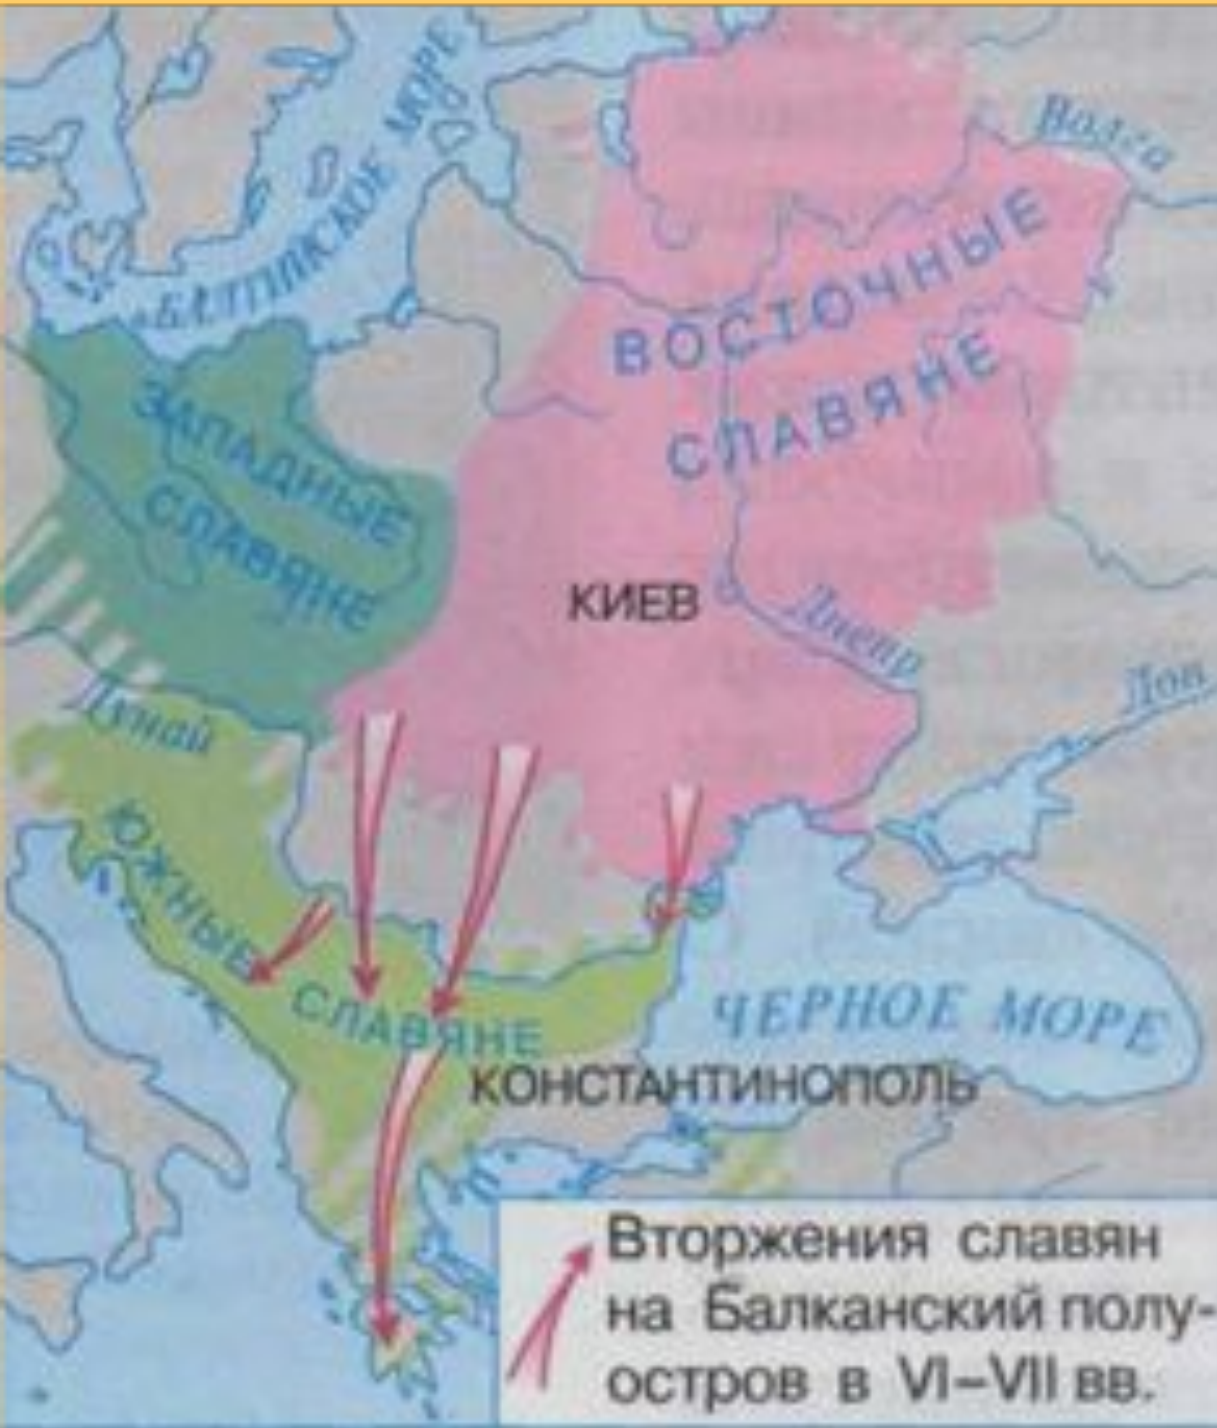 БАЛТИЙСКОЕ МОРЕ
Волга
ВОСТОЧНЫЕ
СЛАВЯНЕ
ЗАПАДНЫЕ
СЛАВЯНЕ
КИЕВ
Днепр
Дон
Дунай
ЮЖНЫЕ
СЛАВЯНЕ
ЧЕРНОЕ МОРЕ
КОНСТАНТИНОПОЛЬ
Вторжения славян
на Балканский полу-
остров в VI–VII вв.